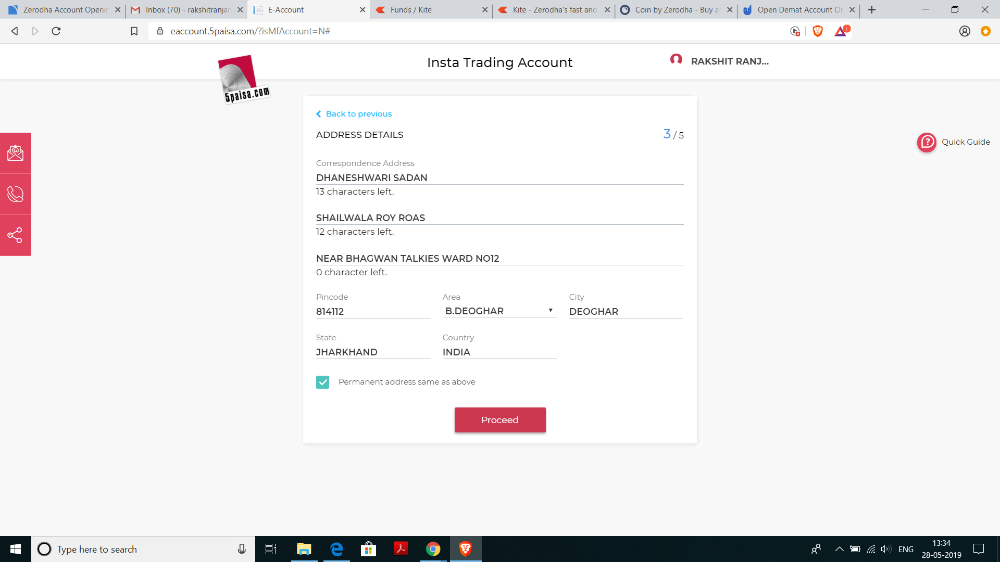 Zerodha Account Openin
Inbox (70) - rakshitranjan
E-Account
Funds / Kite
Kite - Zerodha's fast and
Coin by Zerodha - Buy an
Open Demat Account On
eaccount.5paisa.com/?isMfAccount=N#
1
5paisa.com
Insta Trading Account
RAKSHIT RANJ...
Back to previous
ADDRESS DETAILS
3 / 5
Quick Guide
Correspondence Address
DHANESHWARI SADAN
13 characters left.
SHAILWALA ROY ROAS
12 characters left.
NEAR BHAGWAN TALKIES WARD NO12
0 character left.
Pincode
Area
City
814112
B.DEOGHAR
DEOGHAR
State
Country
JHARKHAND
INDIA
Permanent address same as above
Proceed
Type here to search
ENG
13:34
28-05-2019